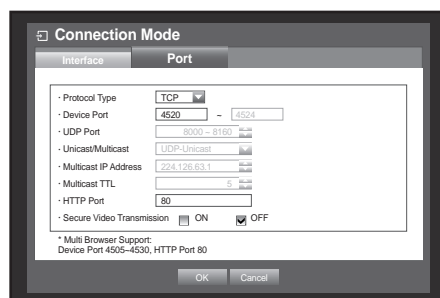 Connection Mode
Interface Port
· Protocol Type TCP
· Device Port 4520 ~ 4524
· UDP Port 8000 ~ 8160
· Unicast/Multicast UDP-Unicast
· Multicast IP Address 224.126.63.1
· Multicast TTL 5
· HTTP Port 80
· Secure Video Transmission ON OFF
* Multi Browser Support:
Device Port 4505~4530, HTTP Port 80
OK Cancel